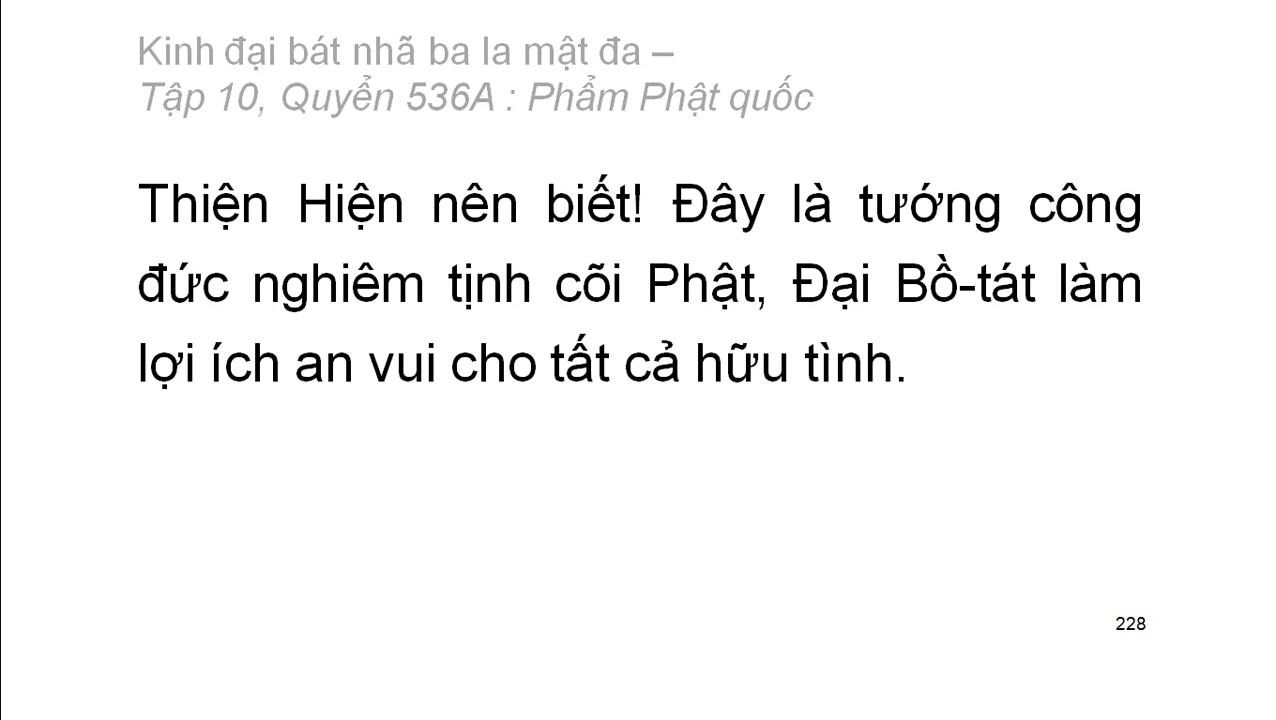 Kinh đại bát nhã ba la mật đa –
Tập 10, Quyển 536A : Phẩm Phật quốc
Thiện Hiện nên biết! Đây là tướng công
đức nghiêm tịnh cõi Phật, Đại Bồ-tát làm
lợi ích an vui cho tất cả hữu tình.
228